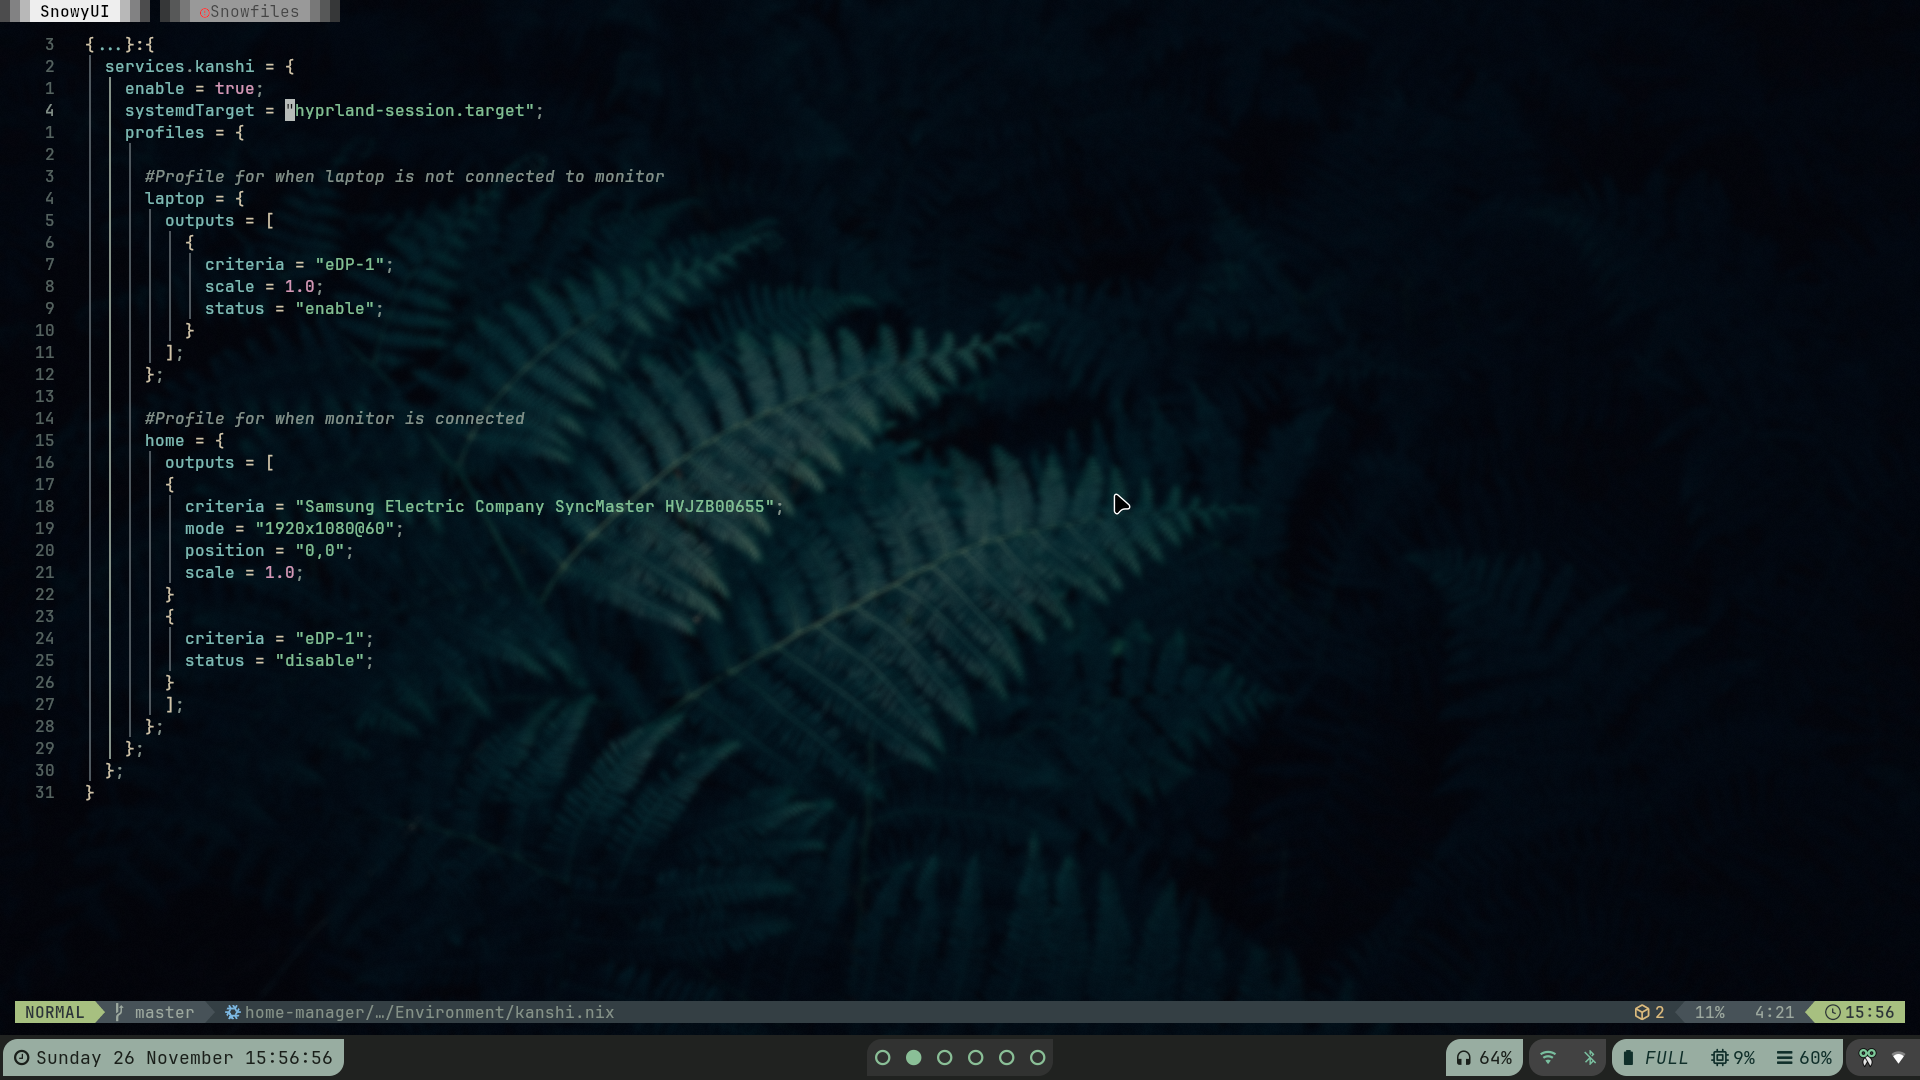 SnowyUI Snowfiles
3 {...}:{
2 services.kanshi = {
1 enable = true;
4 systemdTarget = "hyprland-session.target";
1 profiles = {
2
3 #Profile for when laptop is not connected to monitor
4 laptop = {
5 outputs = [
6 {
7 criteria = "eDP-1";
8 scale = 1.0;
9 status = "enable";
10 }
11 ];
12 };
13
14 #Profile for when monitor is connected
15 home = {
16 outputs = [
17 {
18 criteria = "Samsung Electric Company SyncMaster HVJZB00655";
19 mode = "1920x1080@60";
20 position = "0,0";
21 scale = 1.0;
22 }
23 {
24 criteria = "eDP-1";
25 status = "disable";
26 }
27 ];
28 };
29 };
30 };
31 }
NORMAL master home-manager/…/Environment/kanshi.nix 2 11% 4:21 15:56
Sunday 26 November 15:56:56 64% FULL 9% 60%